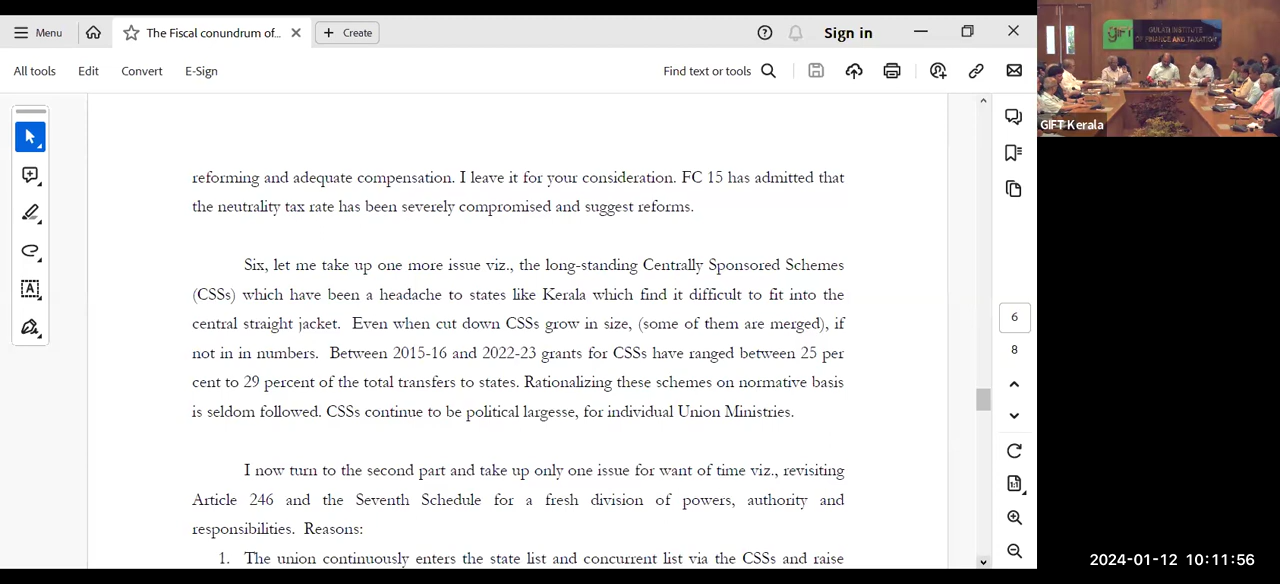 Menu
The Fiscal conundrum of...
Create
Sign in
All tools
Edit
Convert
E-Sign
Find text or tools
reforming and adequate compensation. I leave it for your consideration. FC 15 has admitted that
the neutrality tax rate has been severely compromised and suggest reforms.
Six, let me take up one more issue viz., the long-standing Centrally Sponsored Schemes
(CSSs) which have been a headache to states like Kerala which find it difficult to fit into the
central straight jacket. Even when cut down CSSs grow in size, (some of them are merged), if
not in in numbers. Between 2015-16 and 2022-23 grants for CSSs have ranged between 25 per
cent to 29 percent of the total transfers to states. Rationalizing these schemes on normative basis
is seldom followed. CSSs continue to be political largesse, for individual Union Ministries.
I now turn to the second part and take up only one issue for want of time viz., revisiting
Article 246 and the Seventh Schedule for a fresh division of powers, authority and
responsibilities. Reasons:
1. The union continuously enters the state list and concurrent list via the CSSs and raise
6
8
1:1
gift
GULATI INSTITUTE
OF FINANCE AND TAXATION
GIFT Kerala
2024-01-12 10:11:56